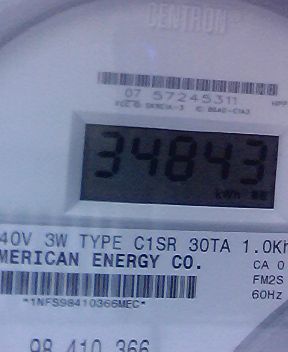 CENTRON
07 57245311
34843
kWh
240V 3W TYPE C1SR 30TA 1.0Kh
MERICAN ENERGY CO. CA 0
FM2S
*1NFS98410366MEC* 60Hz
98 410 366